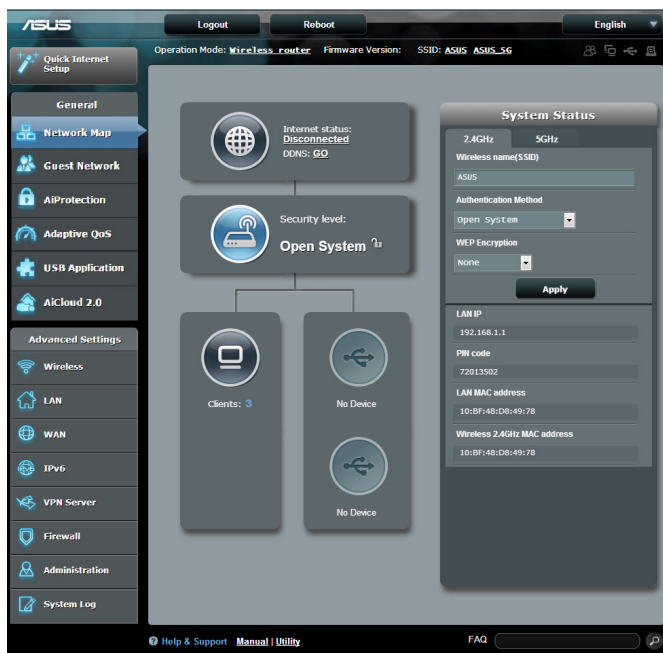 ASUS
Logout
Reboot
English
Operation Mode: Wireless router Firmware Version: SSID: ASUS ASUS_5G
Quick Internet
Setup
General
Network Map
Guest Network
AiProtection
Adaptive QoS
USB Application
AiCloud 2.0
Advanced Settings
Wireless
LAN
WAN
IPv6
VPN Server
Firewall
Administration
System Log
Internet status:
Disconnected
DDNS: GO
Security level:
Open System
Clients: 3
No Device
No Device
System Status
2.4GHz
5GHz
Wireless name(SSID)
ASUS
Authentication Method
Open System
WEP Encryption
None
Apply
LAN IP
192.168.1.1
PIN code
72013502
LAN MAC address
10:BF:48:D8:49:78
Wireless 2.4GHz MAC address
10:BF:48:D8:49:78
Help & Support Manual | Utility
FAQ